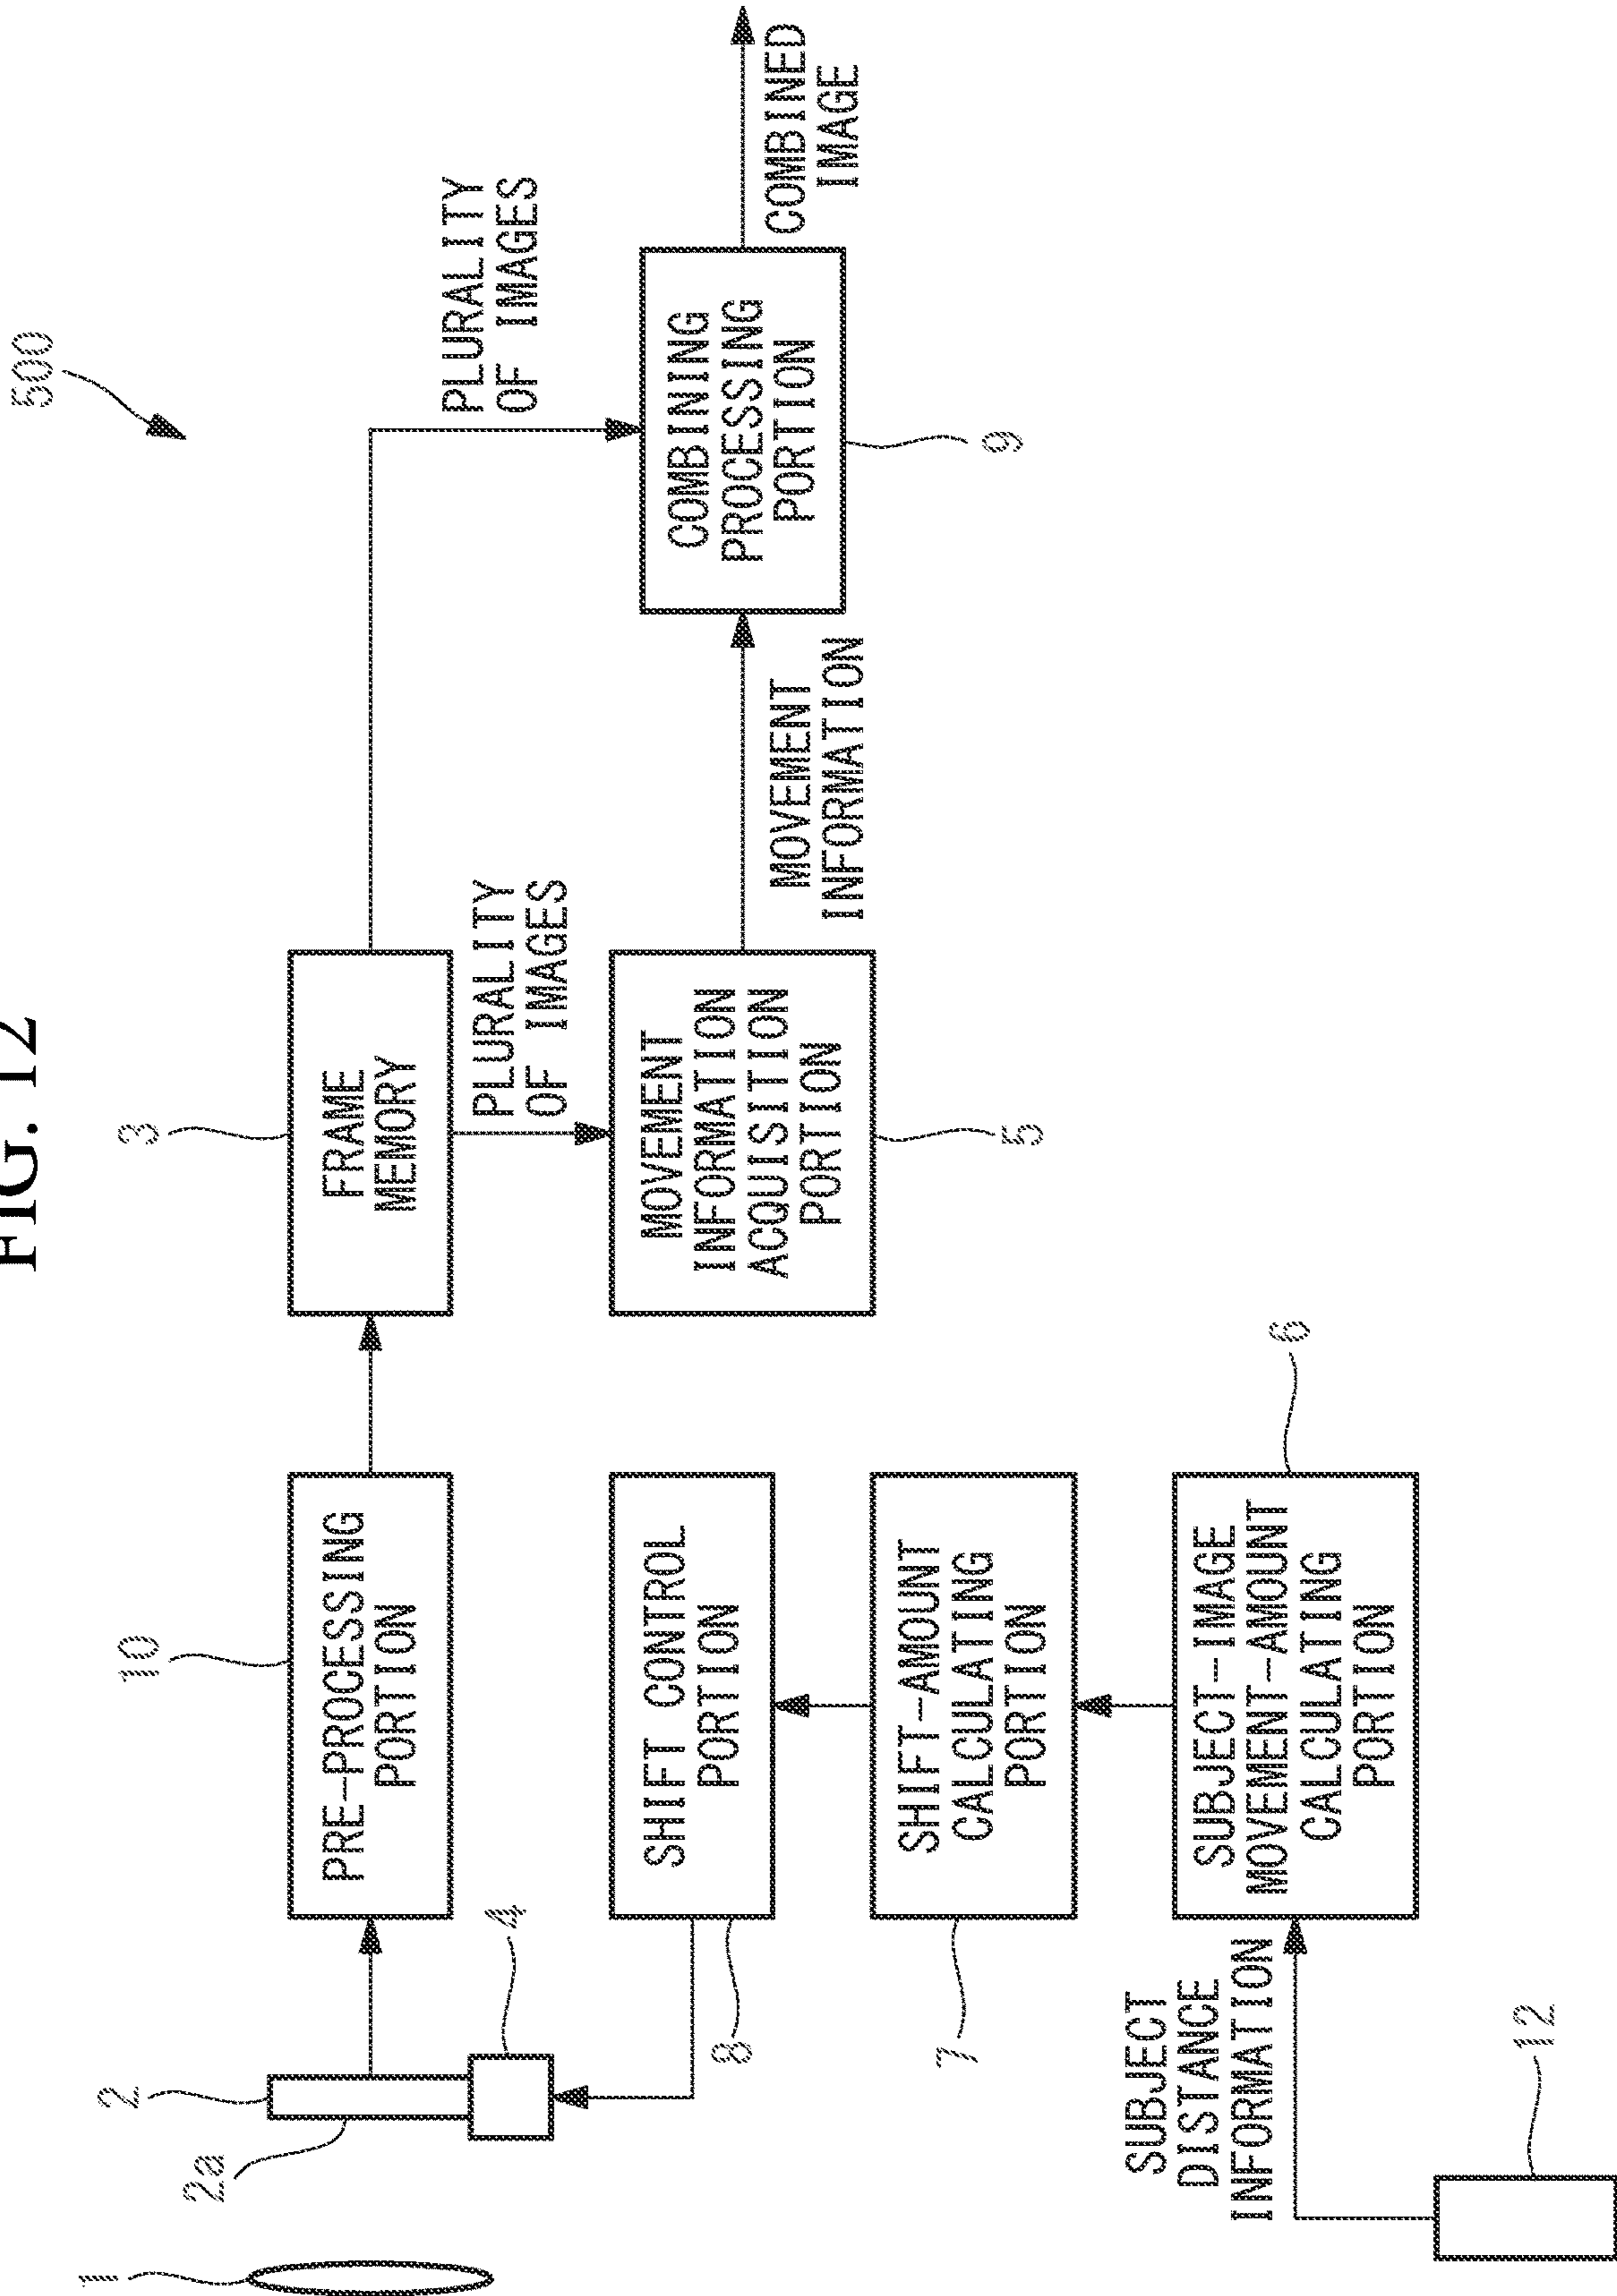 FIG. 12
500
1
2
2a
4
10
PRE-PROCESSING
PORTION
3
FRAME
MEMORY
PLURALITY
OF IMAGES
PLURALITY
OF IMAGES
SHIFT CONTROL
PORTION
8
MOVEMENT
INFORMATION
ACQUISITION
PORTION
5
MOVEMENT
INFORMATION
COMBINING
PROCESSING
PORTION
9
COMBINED
IMAGE
SHIFT-AMOUNT
CALCULATING
PORTION
7
SUBJECT
DISTANCE
INFORMATION
SUBJECT-IMAGE
MOVEMENT-AMOUNT
CALCULATING
PORTION
6
12